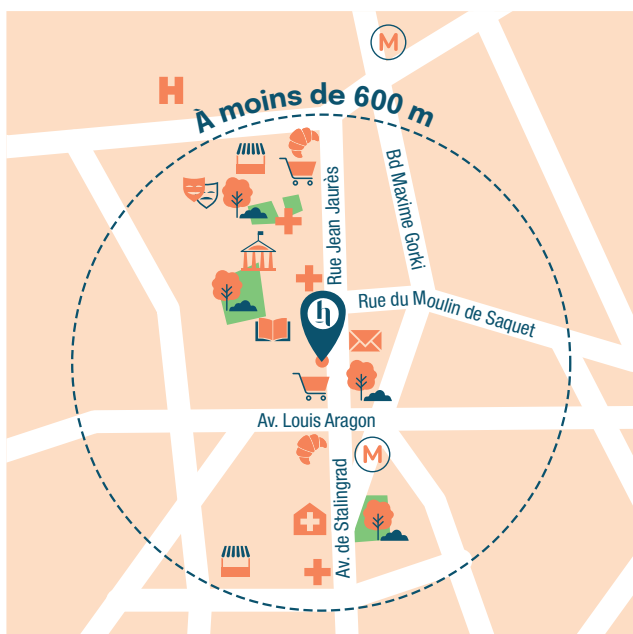 M
H
À moins de 600 m
Bd Maxime Gorki
Rue Jean Jaurès
Rue du Moulin de Saquet
Av. Louis Aragon
M
Av. de Stalingrad